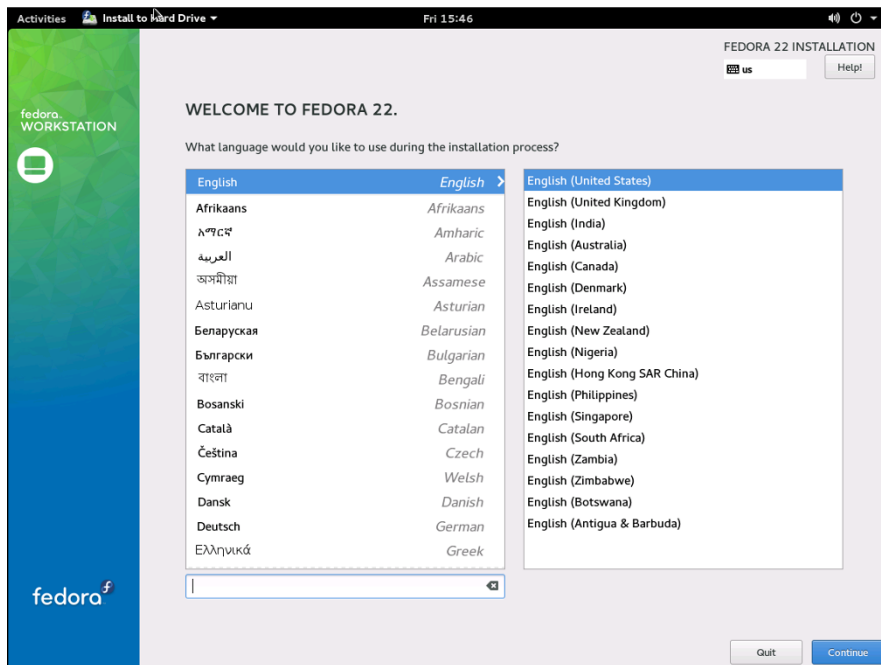 Activities Install to Hard Drive Fri 15:46
FEDORA 22 INSTALLATION
us Help!
fedora.
WORKSTATION
WELCOME TO FEDORA 22.
What language would you like to use during the installation process?
English English
Afrikaans Afrikaans
አማርኛ Amharic
العربية Arabic
অসমীয়া Assamese
Asturianu Asturian
Беларуская Belarusian
Български Bulgarian
বাংলা Bengali
Bosanski Bosnian
Català Catalan
Čeština Czech
Cymraeg Welsh
Dansk Danish
Deutsch German
Ελληνικά Greek
English (United States)
English (United Kingdom)
English (India)
English (Australia)
English (Canada)
English (Denmark)
English (Ireland)
English (New Zealand)
English (Nigeria)
English (Hong Kong SAR China)
English (Philippines)
English (Singapore)
English (South Africa)
English (Zambia)
English (Zimbabwe)
English (Botswana)
English (Antigua & Barbuda)
fedora
Quit Continue